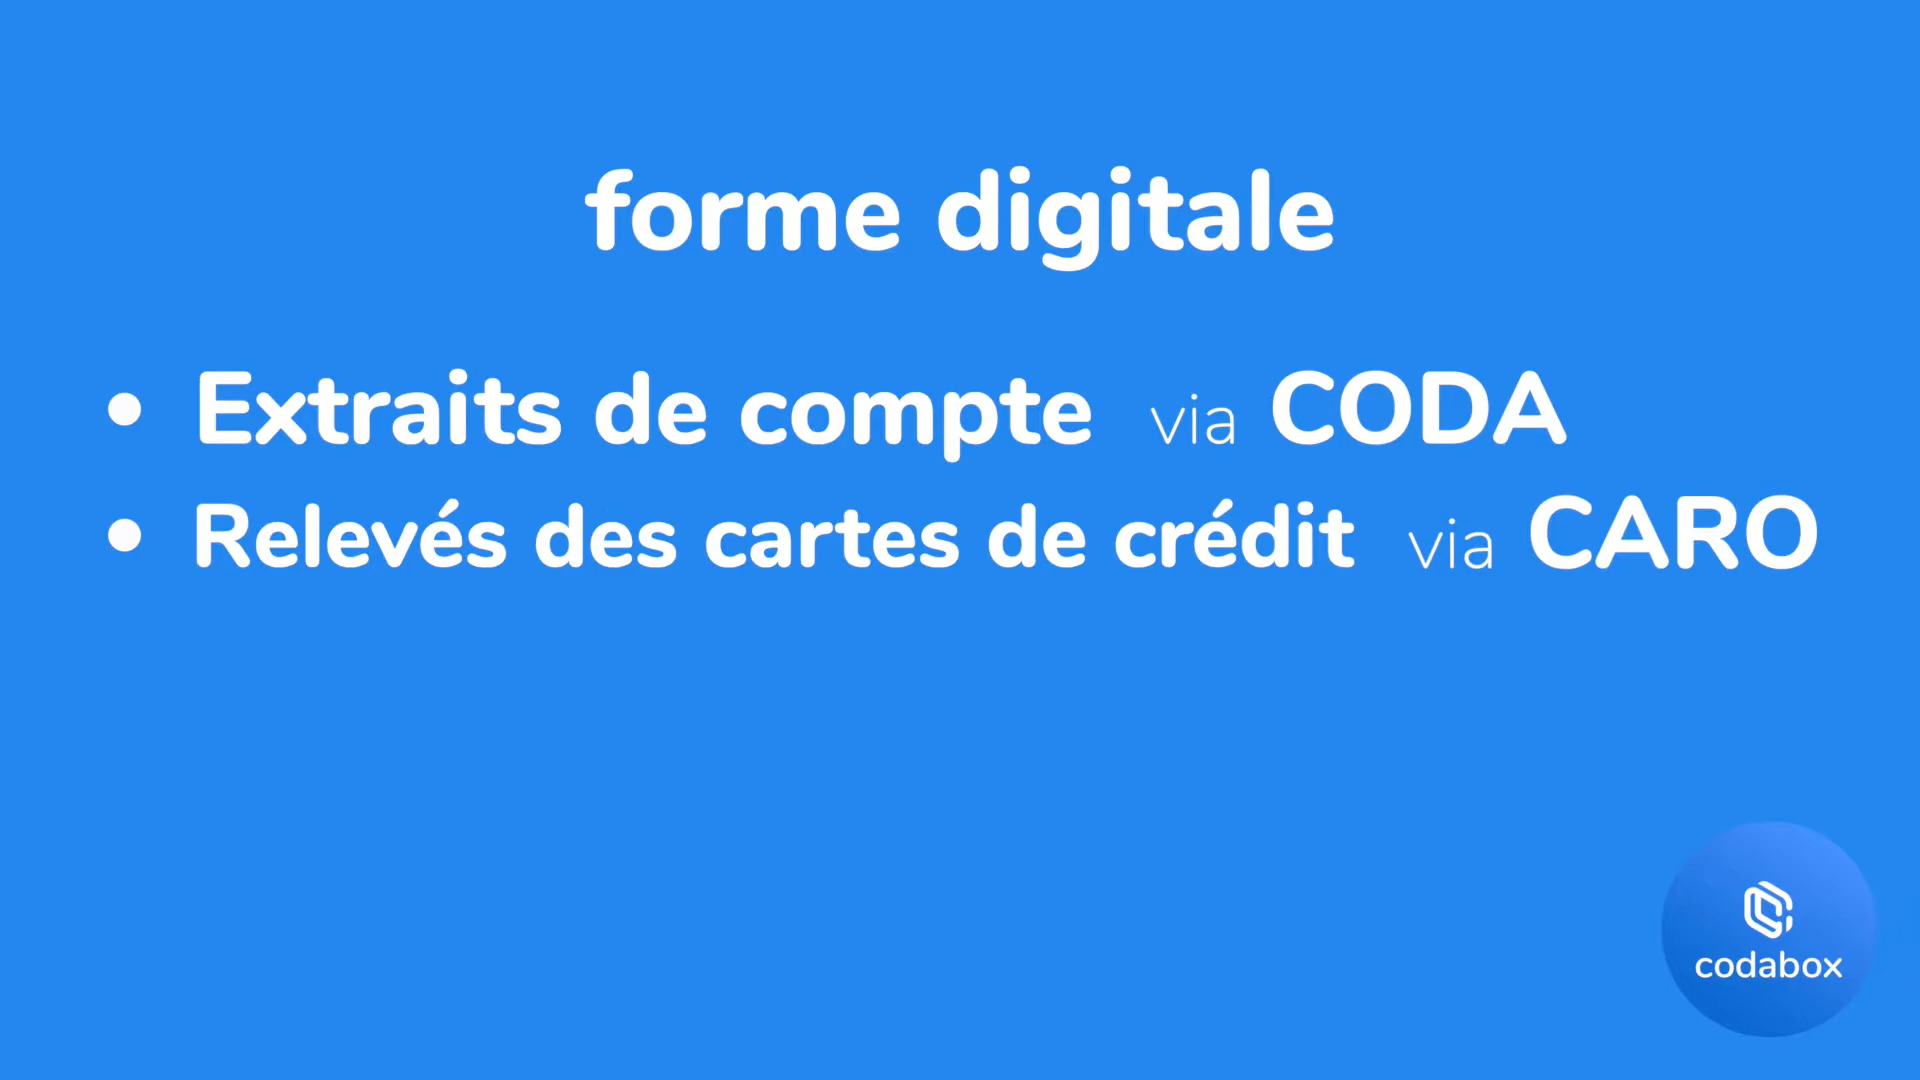 forme digitale
• Extraits de compte via CODA
• Relevés des cartes de crédit via CARO
codabox